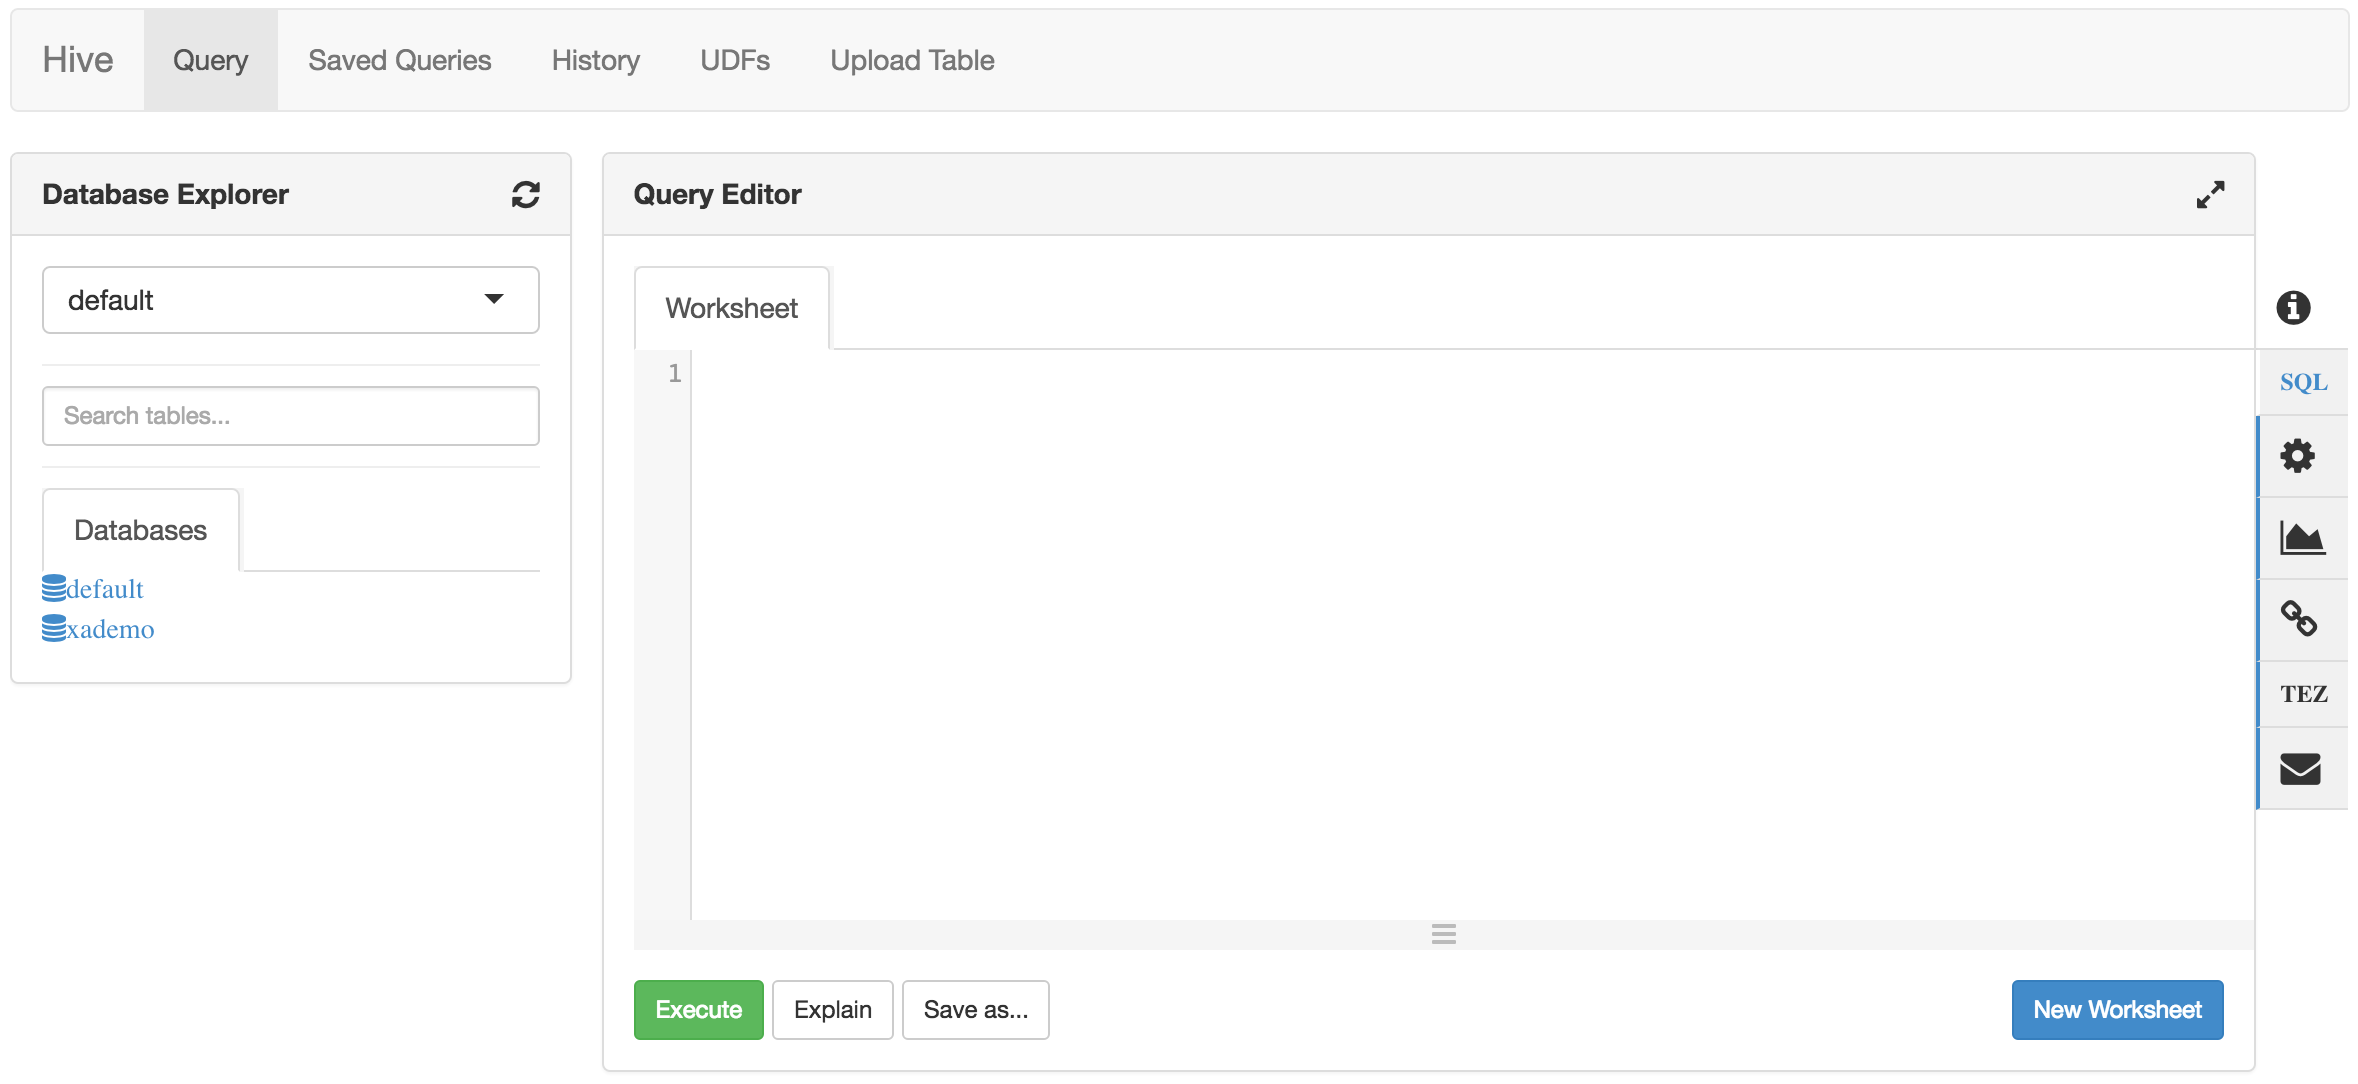 Hive Query Saved Queries History UDFs Upload Table
Database Explorer
default
Search tables...
Databases
default
xademo
Query Editor
Worksheet
1
Execute Explain Save as... New Worksheet
SQL
TEZ